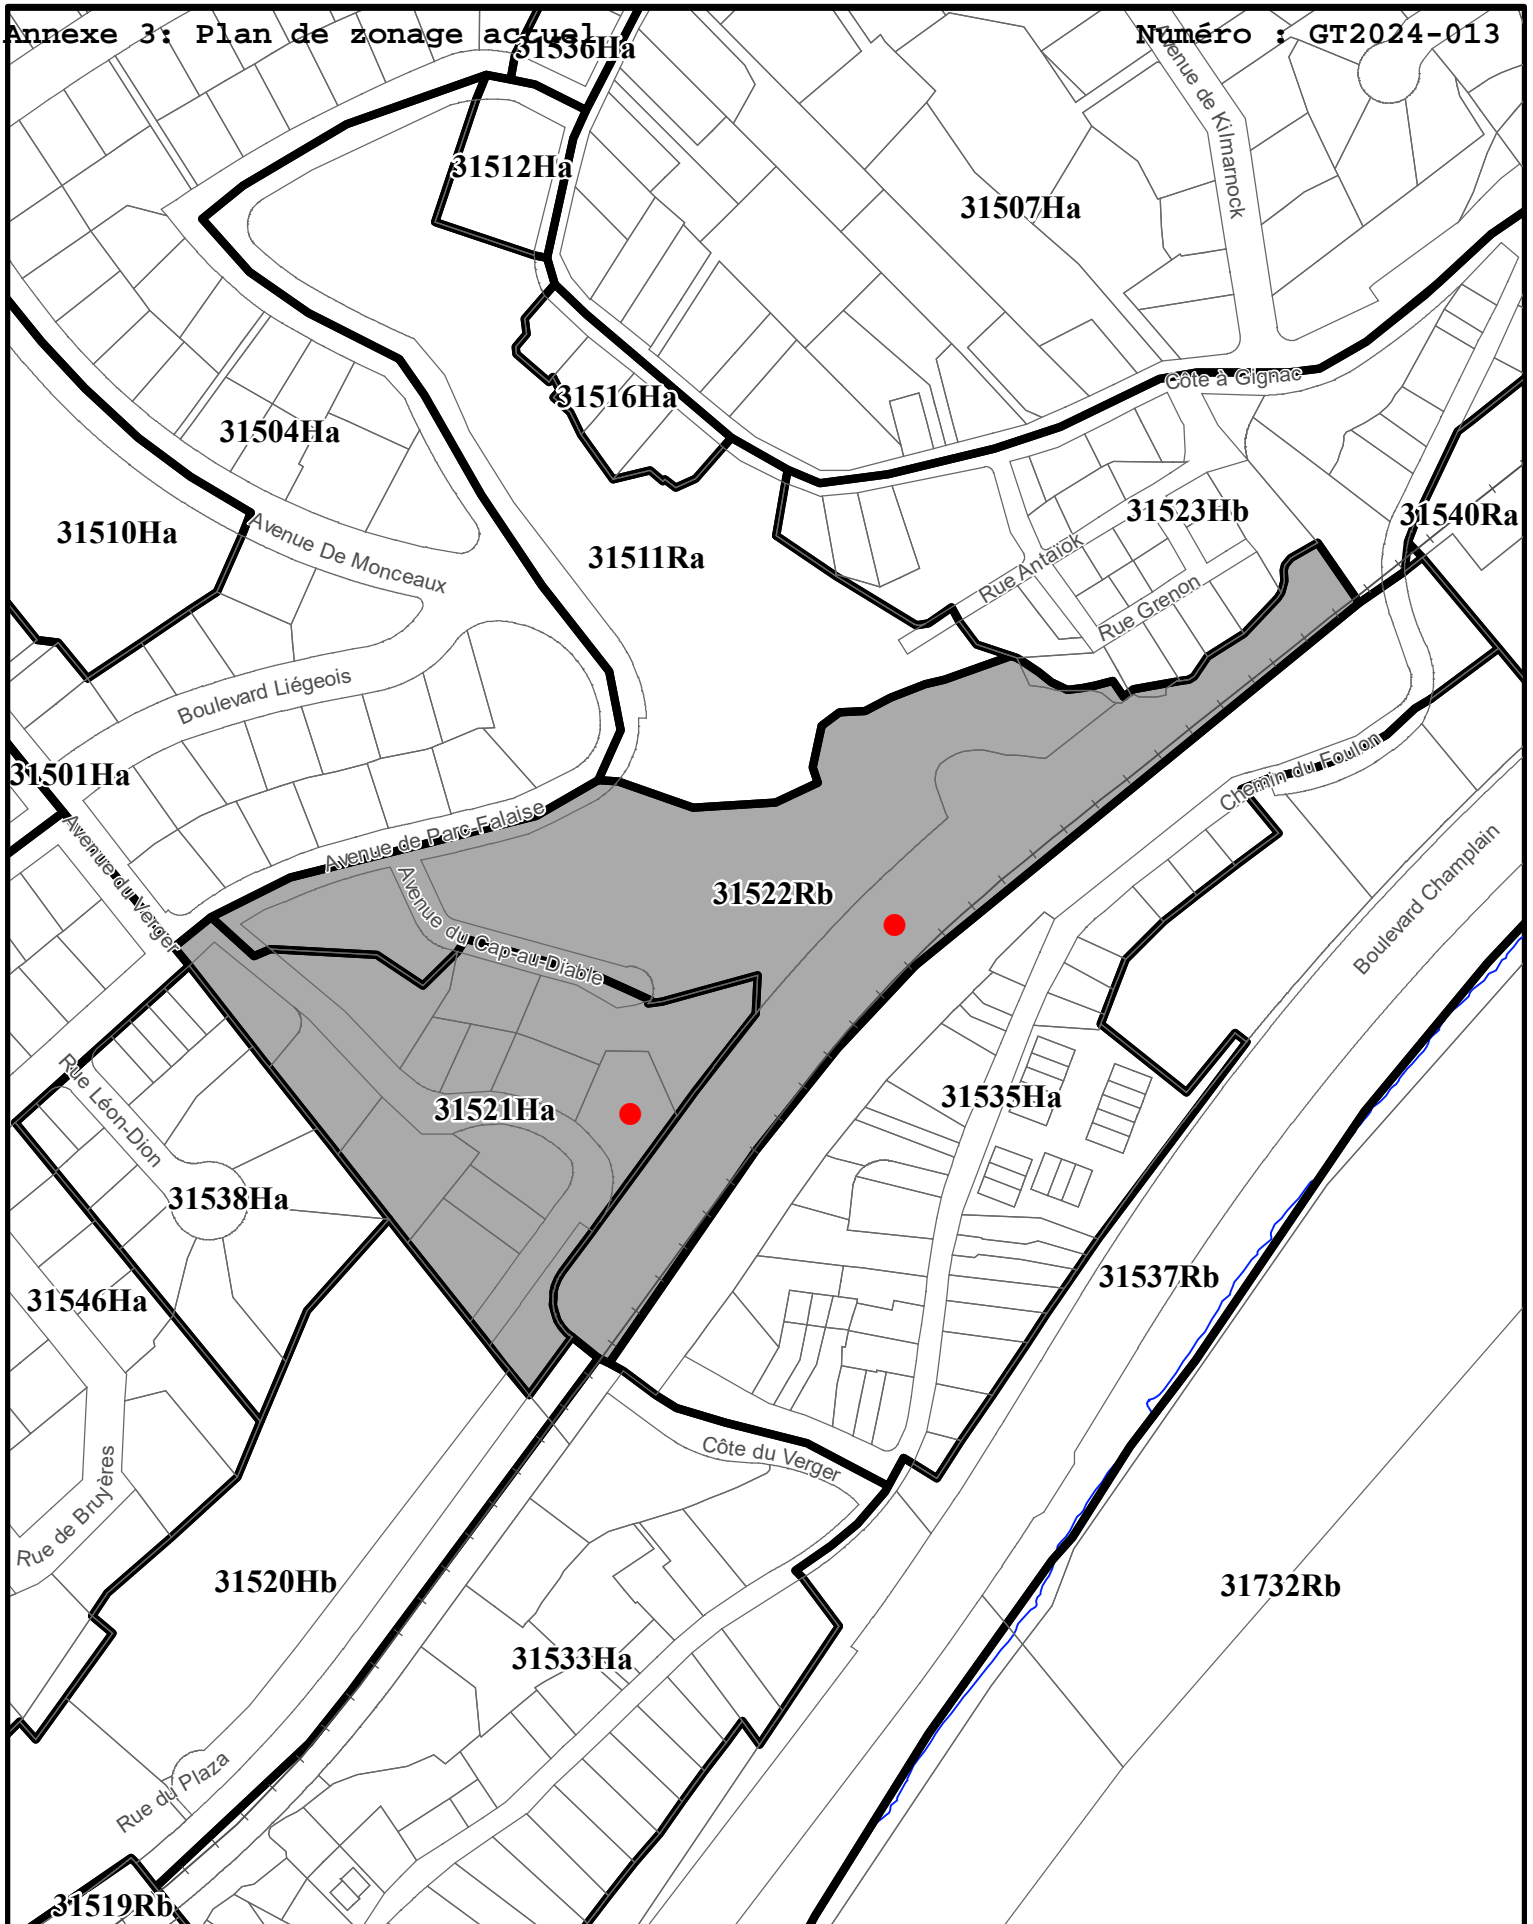 Annexe 3: Plan de zonage actuel
Numéro : GT2024-013
31536Ha
Avenue de Kilmarnock
31512Ha
31507Ha
Côte à Gignac
31516Ha
31504Ha
31510Ha
Avenue De Monceaux
31511Ra
31523Hb
31540Ra
Rue Antaiok
Rue Grenon
Boulevard Liégeois
31501Ha
Chemin du Foulon
Avenue de Parc-Falaise
Avenue du Verger
Avenue du Cap-au-Diable
31522Rb
Boulevard Champlain
31521Ha
31535Ha
Rue Léon-Dion
31538Ha
31546Ha
31537Rb
Côte du Verger
Rue de Bruyères
31520Hb
31732Rb
31533Ha
Rue du Plaza
31519Rb